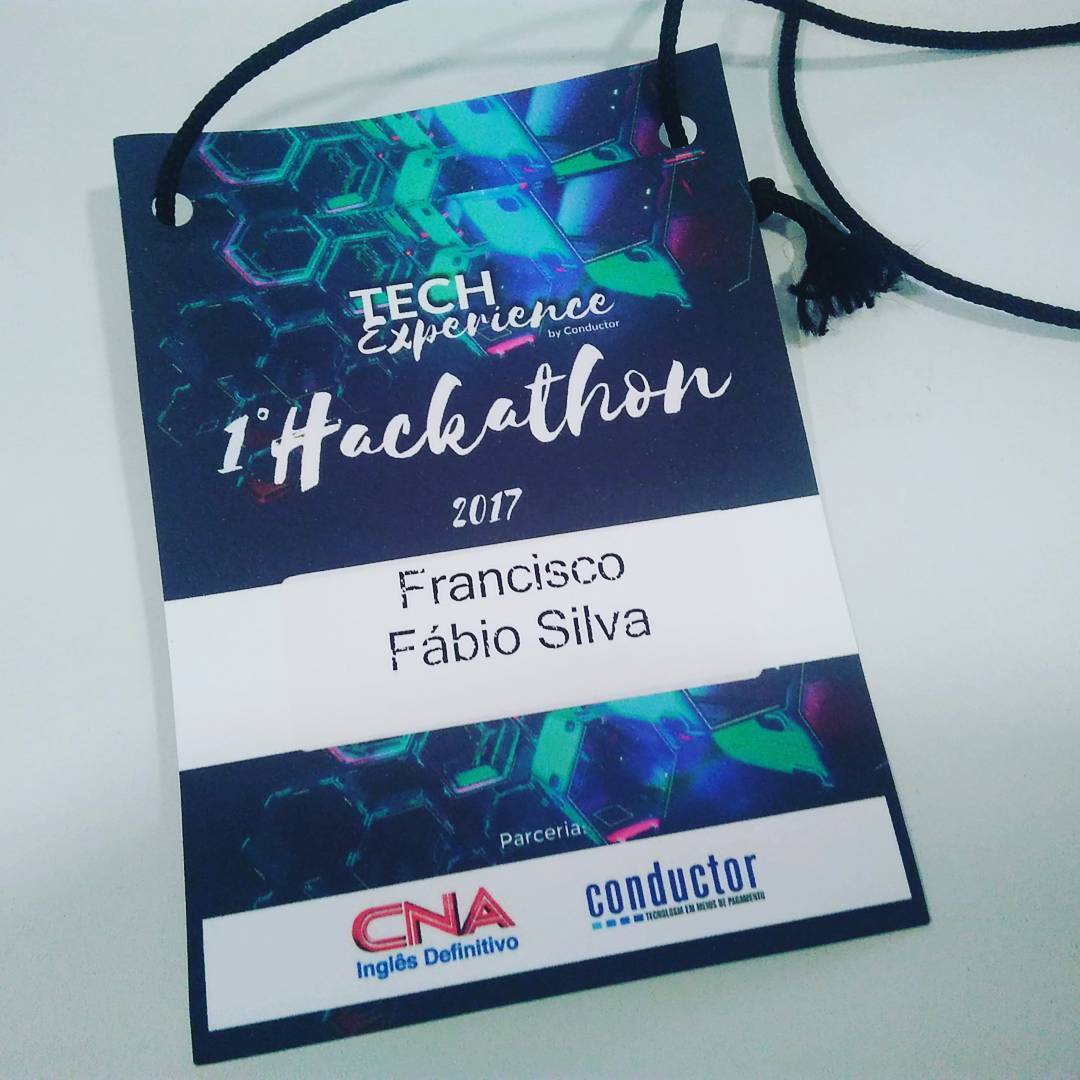 TECH
Experience
by Conductor
1° Hackathon
2017
Francisco
Fábio Silva
Parceria:
CNA
Inglês Definitivo
conductor
TECNOLOGIA EM MEIOS DE PAGAMENTO